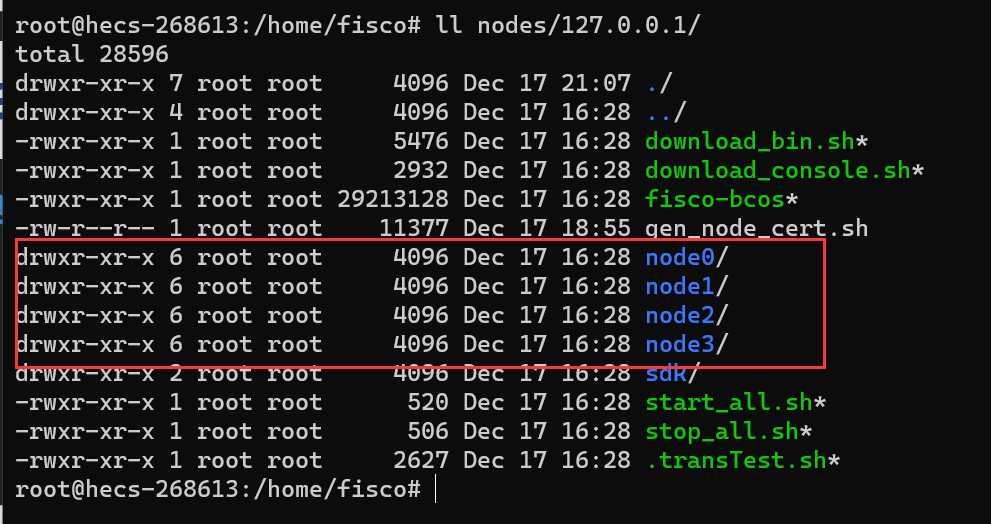 root@hecs-268613:/home/fisco# ll nodes/127.0.0.1/
total 28596
drwxr-xr-x 7 root root     4096 Dec 17 21:07 ./
drwxr-xr-x 4 root root     4096 Dec 17 16:28 ../
-rwxr-xr-x 1 root root     5476 Dec 17 16:28 download_bin.sh*
-rwxr-xr-x 1 root root     2932 Dec 17 16:28 download_console.sh*
-rwxr-xr-x 1 root root 29213128 Dec 17 16:28 fisco-bcos*
-rw-r--r-- 1 root root    11377 Dec 17 18:55 gen_node_cert.sh
drwxr-xr-x 6 root root     4096 Dec 17 16:28 node0/
drwxr-xr-x 6 root root     4096 Dec 17 16:28 node1/
drwxr-xr-x 6 root root     4096 Dec 17 16:28 node2/
drwxr-xr-x 6 root root     4096 Dec 17 16:28 node3/
drwxr-xr-x 2 root root     4096 Dec 17 16:28 sdk/
-rwxr-xr-x 1 root root      520 Dec 17 16:28 start_all.sh*
-rwxr-xr-x 1 root root      506 Dec 17 16:28 stop_all.sh*
-rwxr-xr-x 1 root root     2627 Dec 17 16:28 .transTest.sh*
root@hecs-268613:/home/fisco#